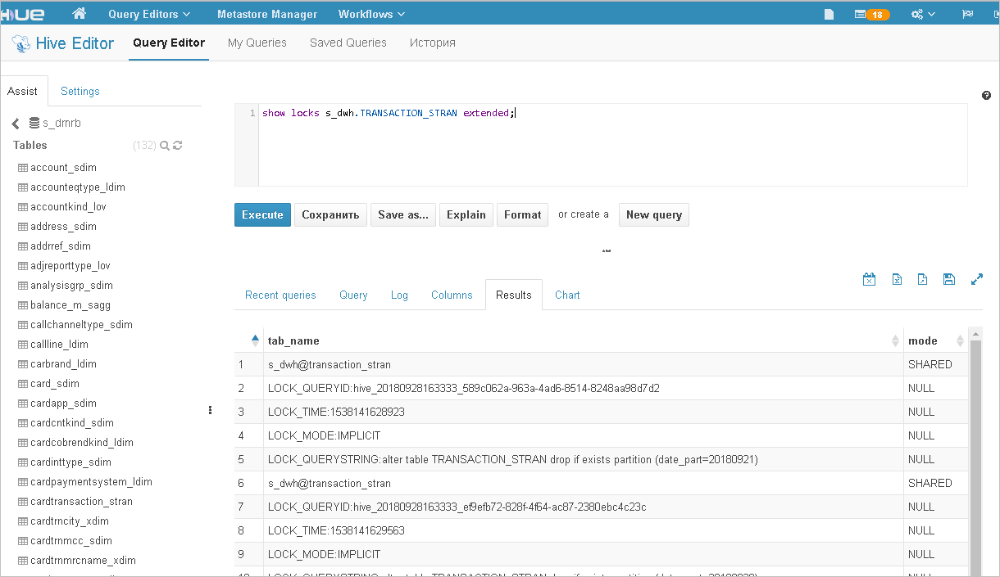 HUE Query Editors Metastore Manager Workflows 18
Hive Editor Query Editor My Queries Saved Queries История
Assist Settings
s_dmrb
Tables (132)
account_sdim
accounteqtype_ldim
accountkind_lov
address_sdim
addrref_sdim
adjreporttype_lov
analysisgrp_sdim
balance_m_sagg
callchanneltype_sdim
callline_ldim
carbrand_ldim
card_sdim
cardapp_sdim
cardcntkind_sdim
cardcobrendkind_ldim
cardinttype_sdim
cardpaymentsystem_ldim
cardtransaction_stran
cardtrncity_xdim
cardtrnmcc_sdim
cardtrnmrcname_xdim
1 show locks s_dwh.TRANSACTION_STRAN extended;
Execute Сохранить Save as... Explain Format or create a New query
Recent queries Query Log Columns Results Chart
tab_name mode
1 s_dwh@transaction_stran SHARED
2 LOCK_QUERYID:hive_20180928163333_589c062a-963a-4ad6-8514-8248aa98d7d2 NULL
3 LOCK_TIME:1538141628923 NULL
4 LOCK_MODE:IMPLICIT NULL
5 LOCK_QUERYSTRING:alter table TRANSACTION_STRAN drop if exists partition (date_part=20180921) NULL
6 s_dwh@transaction_stran SHARED
7 LOCK_QUERYID:hive_20180928163333_ef9efb72-828f-4f64-ac87-2380ebc4c23c NULL
8 LOCK_TIME:1538141629563 NULL
9 LOCK_MODE:IMPLICIT NULL